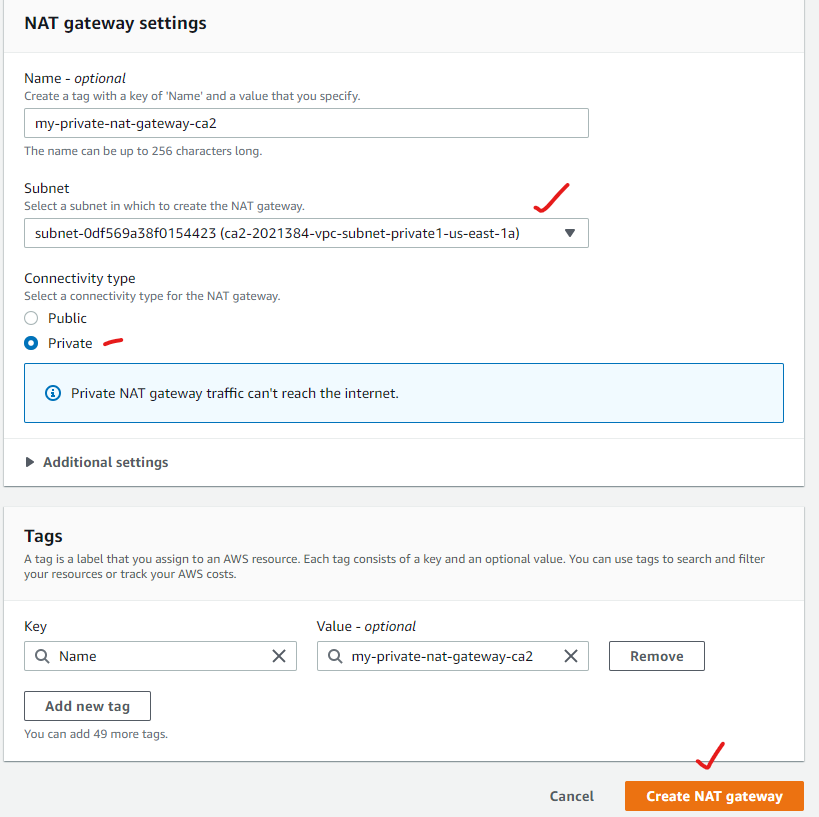 NAT gateway settings
Name - optional
Create a tag with a key of 'Name' and a value that you specify.
my-private-nat-gateway-ca2
The name can be up to 256 characters long.
Subnet
Select a subnet in which to create the NAT gateway.
subnet-0df569a38f0154423 (ca2-2021384-vpc-subnet-private1-us-east-1a)
Connectivity type
Select a connectivity type for the NAT gateway.
Public
Private
Private NAT gateway traffic can't reach the internet.
Additional settings
Tags
A tag is a label that you assign to an AWS resource. Each tag consists of a key and an optional value. You can use tags to search and filter
your resources or track your AWS costs.
Key
Value - optional
Name
my-private-nat-gateway-ca2
Remove
Add new tag
You can add 49 more tags.
Cancel
Create NAT gateway